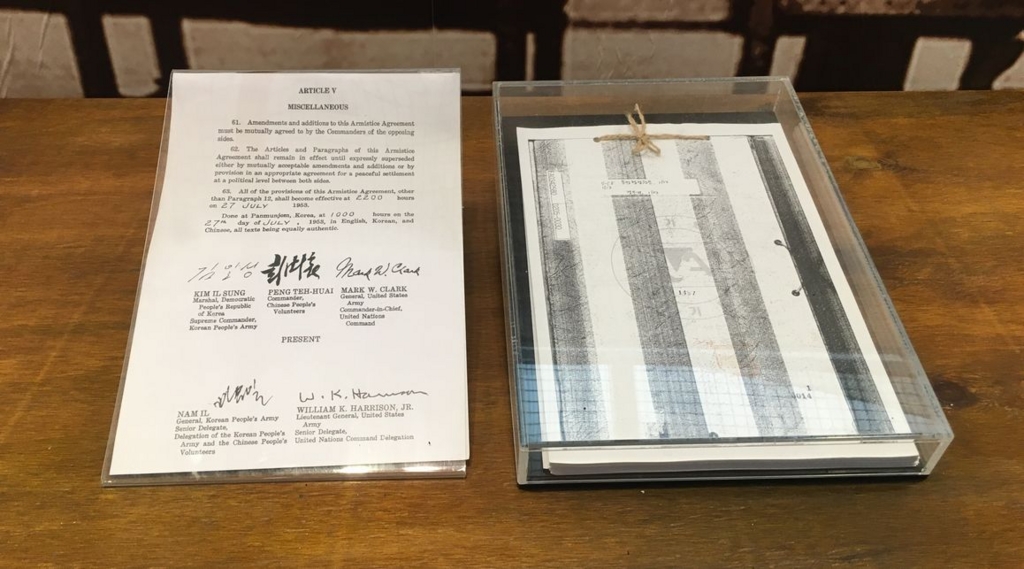 ARTICLE V
MISCELLANEOUS
61. Amendments and additions to this Armistice Agreement
must be mutually agreed to by the Commanders of the opposing
sides.
62. The Articles and Paragraphs of this Armistice
Agreement shall remain in effect until expressly superseded
either by mutually acceptable amendments and additions or by
provision in an appropriate agreement for a peaceful settlement
at a political level between both sides.
63. All of the provisions of this Armistice Agreement, other
than Paragraph 12, shall become effective at 2200 hours
on 27 JULY 1953.
Done at Panmunjom, Korea, at 1000 hours on the
27th day of JULY, 1953, in English, Korean, and
Chinese, all texts being equally authentic.
김일성 彭德懷 Mark W. Clark
KIM IL SUNG PENG TEH-HUAI MARK W. CLARK
Marshal, Democratic Commander, General, United States
People's Republic Chinese People's Army
of Korea Volunteers Commander-in-Chief,
Supreme Commander, United Nations
Korean People's Army Command
PRESENT
W. K. Harrison
NAM IL WILLIAM K. HARRISON, JR.
General, Korean People's Army Lieutenant General, United States
Senior Delegate, Army
Delegation of the Korean People's Senior Delegate,
Army and the Chinese People's United Nations Command Delegation
Volunteers